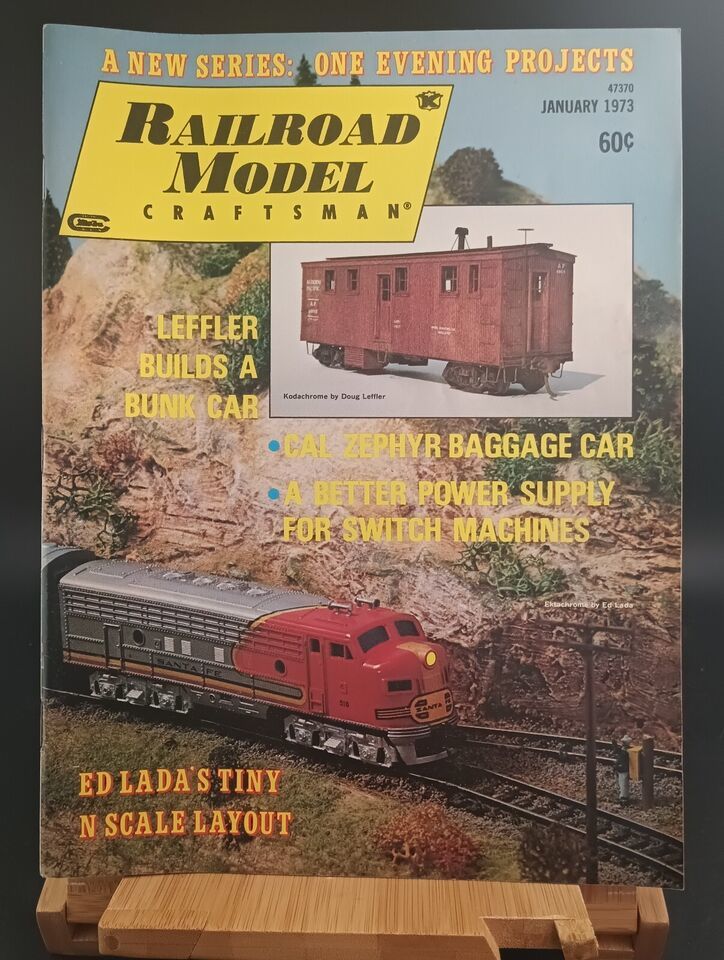 A NEW SERIES: ONE EVENING PROJECTS
47370
JANUARY 1973
60¢
RAILROAD
MODEL
CRAFTSMAN®
LEFFLER
BUILDS A
BUNK CAR
Kodachrome by Doug Leffler
•CAL ZEPHYR BAGGAGE CAR
•A BETTER POWER SUPPLY
FOR SWITCH MACHINES
Ektachrome by Ed Lada
SANTA FE
SANTA
ED LADA'S TINY
N SCALE LAYOUT